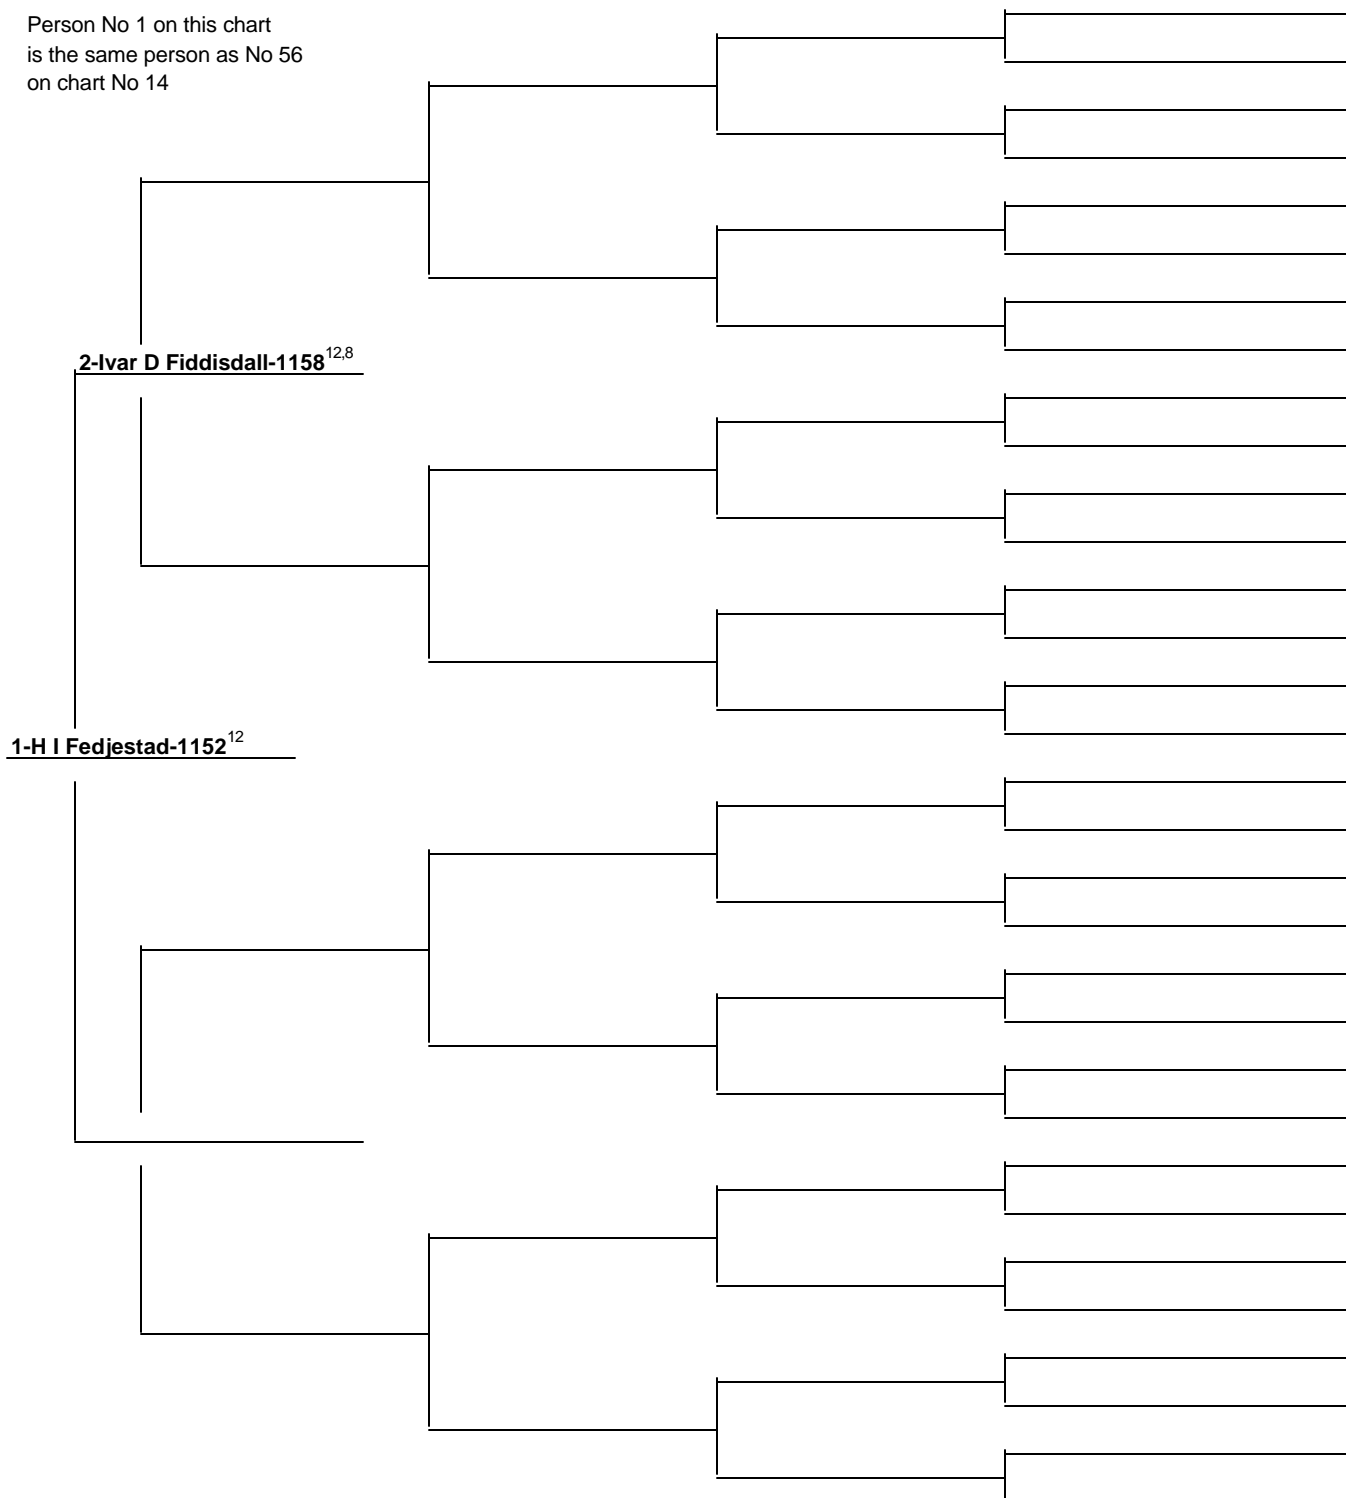 Person No 1 on this chart
is the same person as No 56
on chart No 14
2-Ivar D Fiddisdall-1158 12,8
1-H I Fedjestad-1152 12